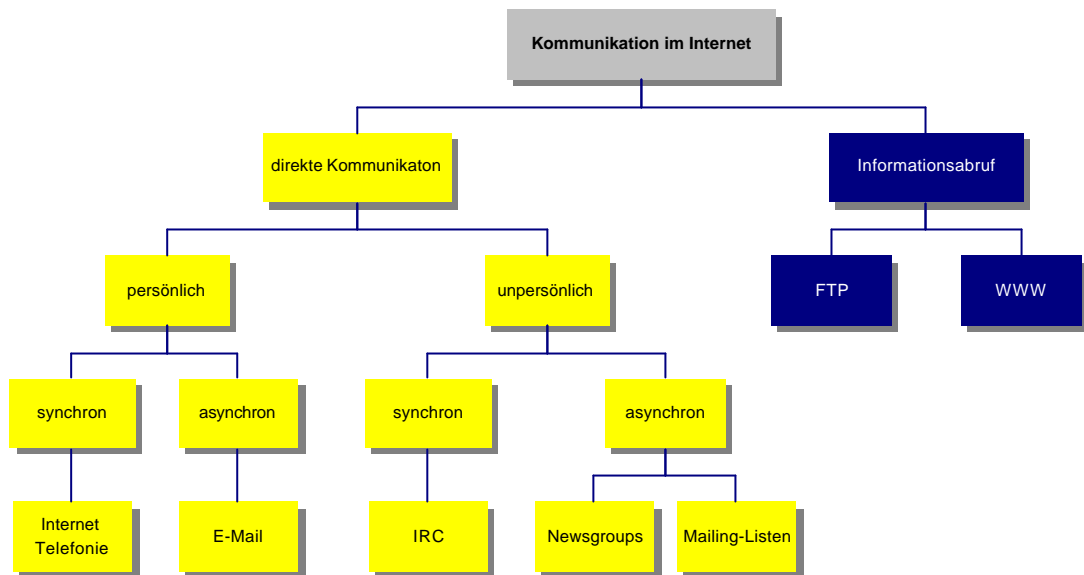 Kommunikation im Internet
direkte Kommunikaton
Informationsabruf
persönlich
unpersönlich
FTP
WWW
synchron
asynchron
synchron
asynchron
Internet
Telefonie
E-Mail
IRC
Newsgroups
Mailing-Listen